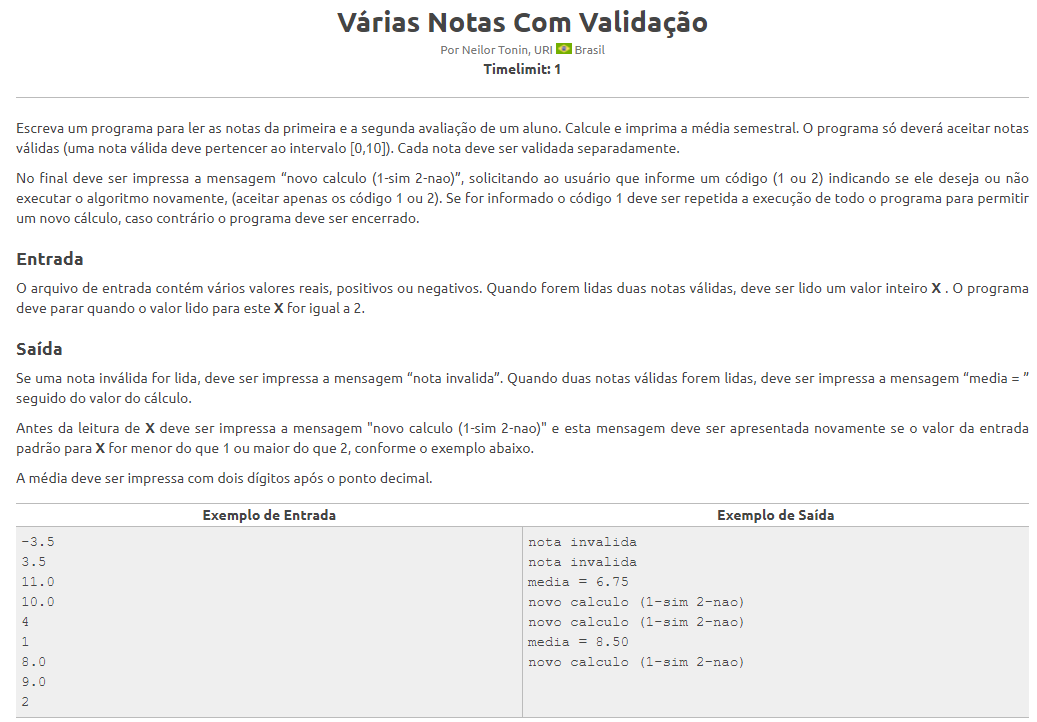 Várias Notas Com Validação
Por Neilor Tonin, URI Brasil
Timelimit: 1
Escreva um programa para ler as notas da primeira e a segunda avaliação de um aluno. Calcule e imprima a média semestral. O programa só deverá aceitar notas
válidas (uma nota válida deve pertencer ao intervalo [0,10]). Cada nota deve ser validada separadamente.
No final deve ser impressa a mensagem “novo calculo (1-sim 2-nao)”, solicitando ao usuário que informe um código (1 ou 2) indicando se ele deseja ou não
executar o algoritmo novamente, (aceitar apenas os código 1 ou 2). Se for informado o código 1 deve ser repetida a execução de todo o programa para permitir
um novo cálculo, caso contrário o programa deve ser encerrado.
Entrada
O arquivo de entrada contém vários valores reais, positivos ou negativos. Quando forem lidas duas notas válidas, deve ser lido um valor inteiro X . O programa
deve parar quando o valor lido para este X for igual a 2.
Saída
Se uma nota inválida for lida, deve ser impressa a mensagem “nota invalida”. Quando duas notas válidas forem lidas, deve ser impressa a mensagem “media = ”
seguido do valor do cálculo.
Antes da leitura de X deve ser impressa a mensagem "novo calculo (1-sim 2-nao)" e esta mensagem deve ser apresentada novamente se o valor da entrada
padrão para X for menor do que 1 ou maior do que 2, conforme o exemplo abaixo.
A média deve ser impressa com dois dígitos após o ponto decimal.
Exemplo de Entrada
-3.5
3.5
11.0
10.0
4
1
8.0
9.0
2
Exemplo de Saída
nota invalida
nota invalida
media = 6.75
novo calculo (1-sim 2-nao)
novo calculo (1-sim 2-nao)
media = 8.50
novo calculo (1-sim 2-nao)